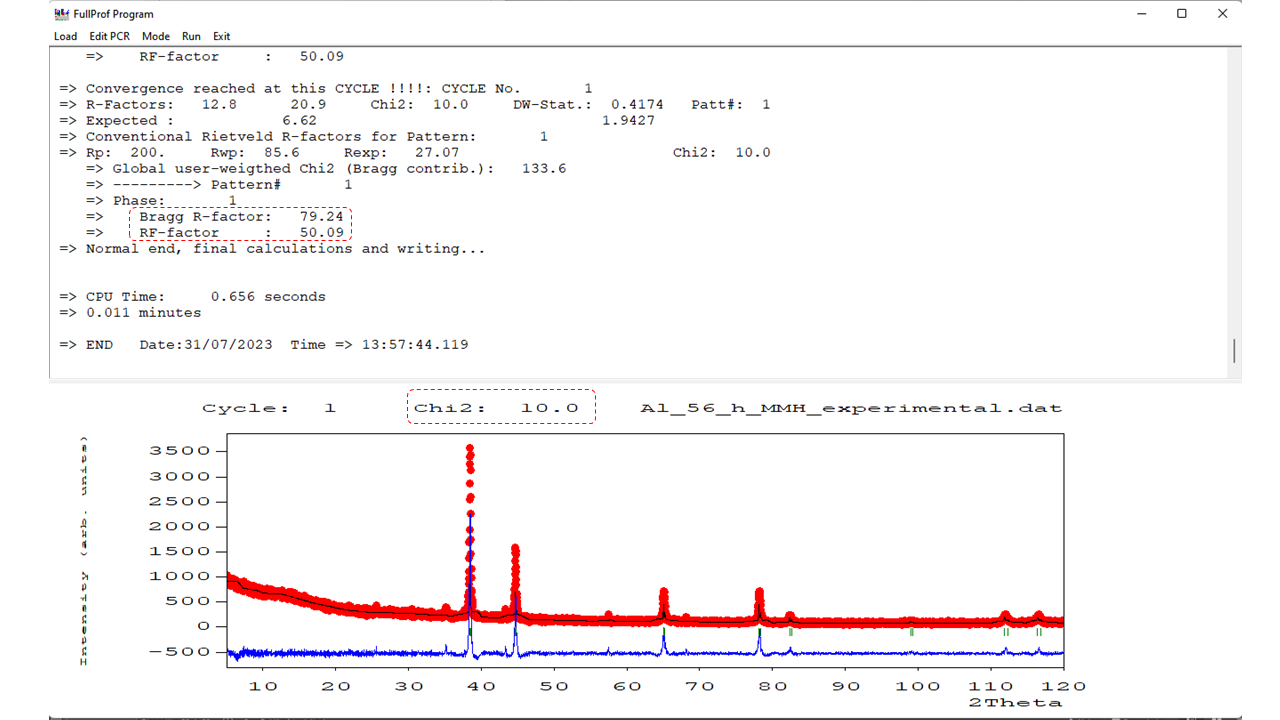 FullProf Program
Load Edit PCR Mode Run Exit
=> RF-factor : 50.09
=> Convergence reached at this CYCLE !!!!: CYCLE No. 1
=> R-Factors: 12.8 20.9 Chi2: 10.0 DW-Stat.: 0.4174 Patt#: 1
=> Expected : 6.62 1.9427
=> Conventional Rietveld R-factors for Pattern: 1
=> Rp: 200. Rwp: 85.6 Rexp: 27.07 Chi2: 10.0
=> Global user-weigthed Chi2 (Bragg contrib.): 133.6
=> ---------> Pattern# 1
=> Phase: 1
=> Bragg R-factor: 79.24
=> RF-factor : 50.09
=> Normal end, final calculations and writing...
=> CPU Time: 0.656 seconds
=> 0.011 minutes
=> END Date:31/07/2023 Time => 13:57:44.119
Cycle: 1 Chi2: 10.0 Al_56_h_MMH_experimental.dat
Intensity (arb. units)
3500
3000
2500
2000
1500
1000
500
0
-500
10 20 30 40 50 60 70 80 90 100 110 120
2Theta